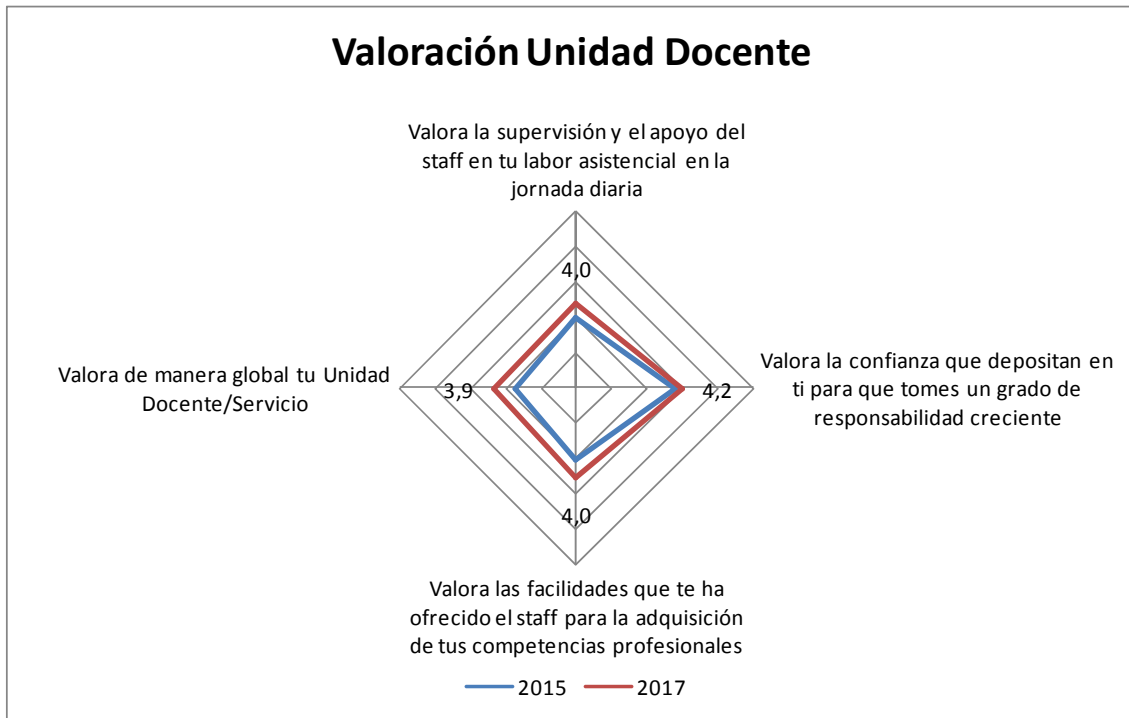 Valoración Unidad Docente
Valora la supervisión y el apoyo del
staff en tu labor asistencial en la
jornada diaria
4,0
Valora de manera global tu Unidad
Docente/Servicio
3,9
4,2
Valora la confianza que depositan en
ti para que tomes un grado de
responsabilidad creciente
4,0
Valora las facilidades que te ha
ofrecido el staff para la adquisición
de tus competencias profesionales
2015
2017